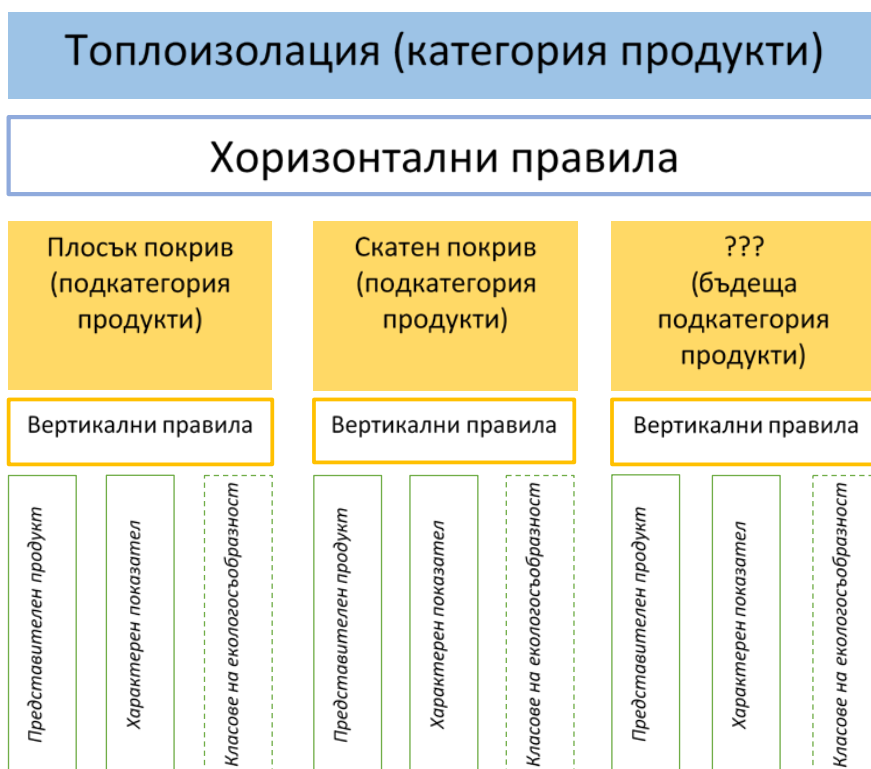 Топлоизолация (категория продукти)
Хоризонтални правила
Плосък покрив
(подкатегория
продукти)
Скатен покрив
(подкатегория
продукти)
???
(бъдеща
подкатегория
продукти)
Вертикални правила
Вертикални правила
Вертикални правила
Представителен продукт
Характерен показател
Класове на екологосъобразност
Представителен продукт
Характерен показател
Класове на екологосъобразност
Представителен продукт
Характерен показател
Класове на екологосъобразност